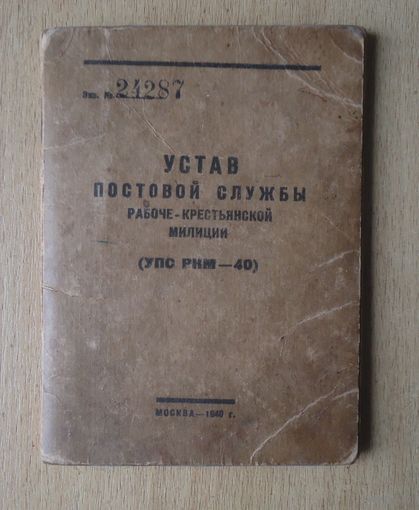 Экз. № 24287
УСТАВ
ПОСТОВОЙ СЛУЖБЫ
РАБОЧЕ-КРЕСТЬЯНСКОЙ
МИЛИЦИИ
(УПС РКМ—40)
МОСКВА—1940 г.